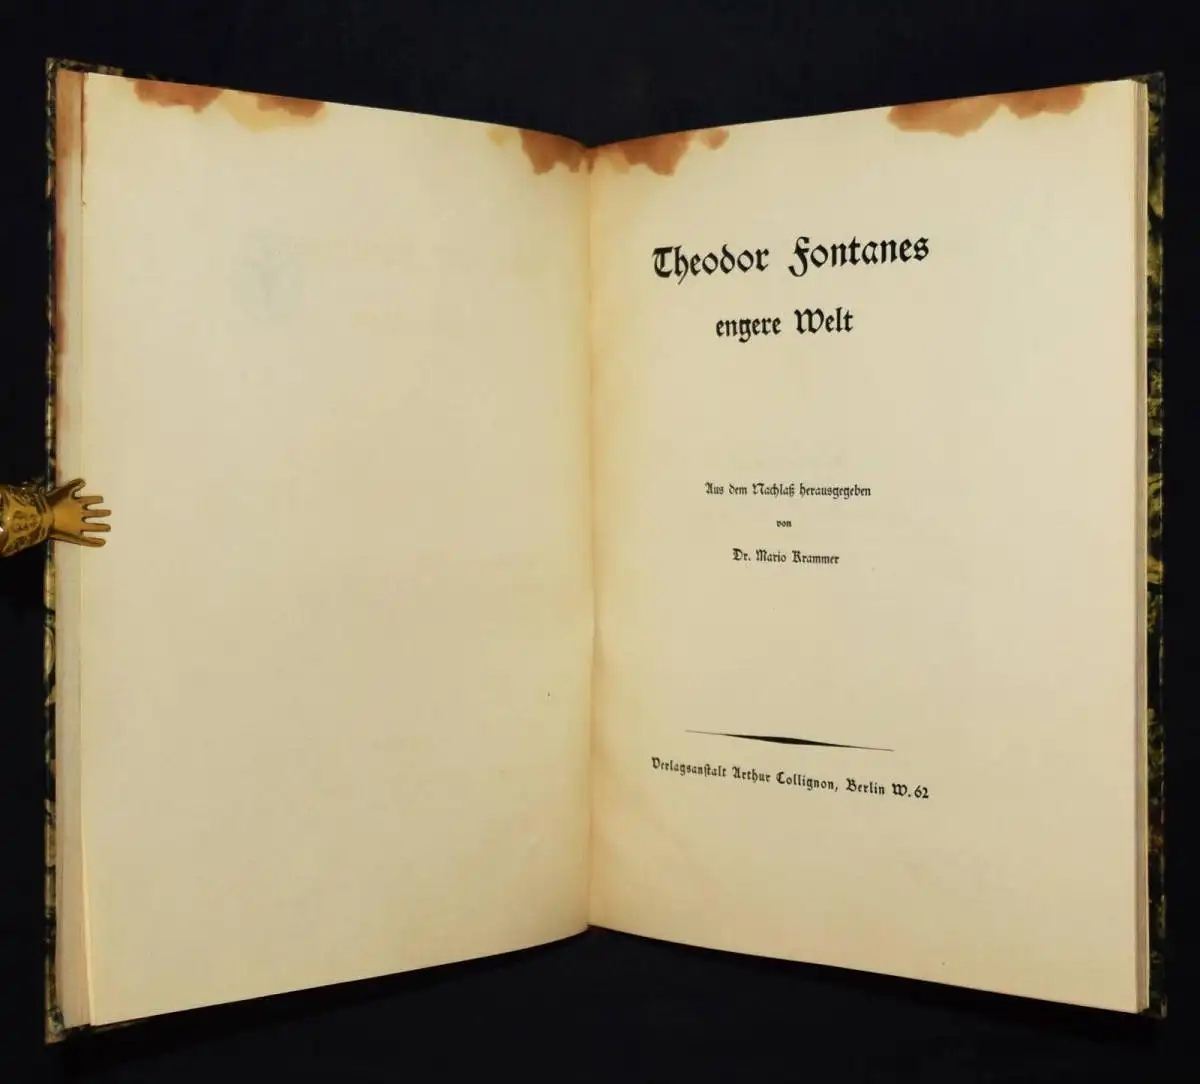 Theodor Fontanes
engere Welt
Aus dem Nachlaß herausgegeben
von
Dr. Mario Krammer
Verlagsanstalt Arthur Collignon, Berlin W. 62